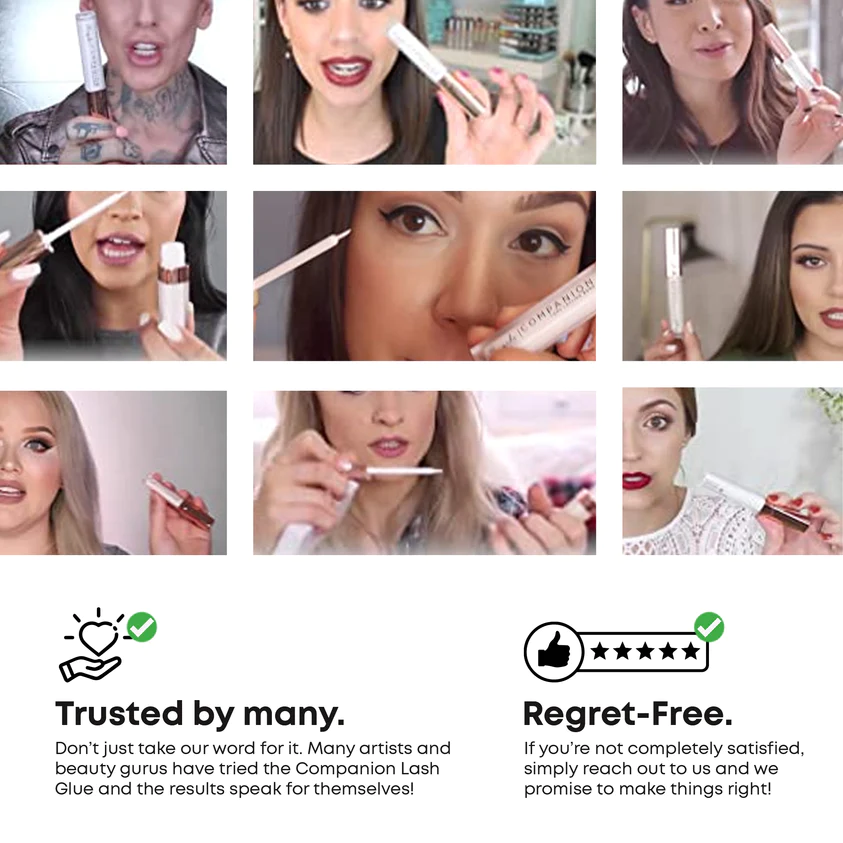 COMPANION
Trusted by many.
Don't just take our word for it. Many artists and
beauty gurus have tried the Companion Lash
Glue and the results speak for themselves!
Regret-Free.
If you're not completely satisfied,
simply reach out to us and we
promise to make things right!